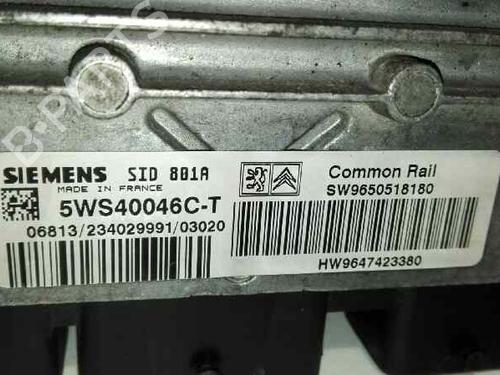 B-PARTS
SIEMENS SID 801A
MADE IN FRANCE
5WS40046C-T
06813/234029991/03020
Common Rail
SW9650518180
HW9647423380